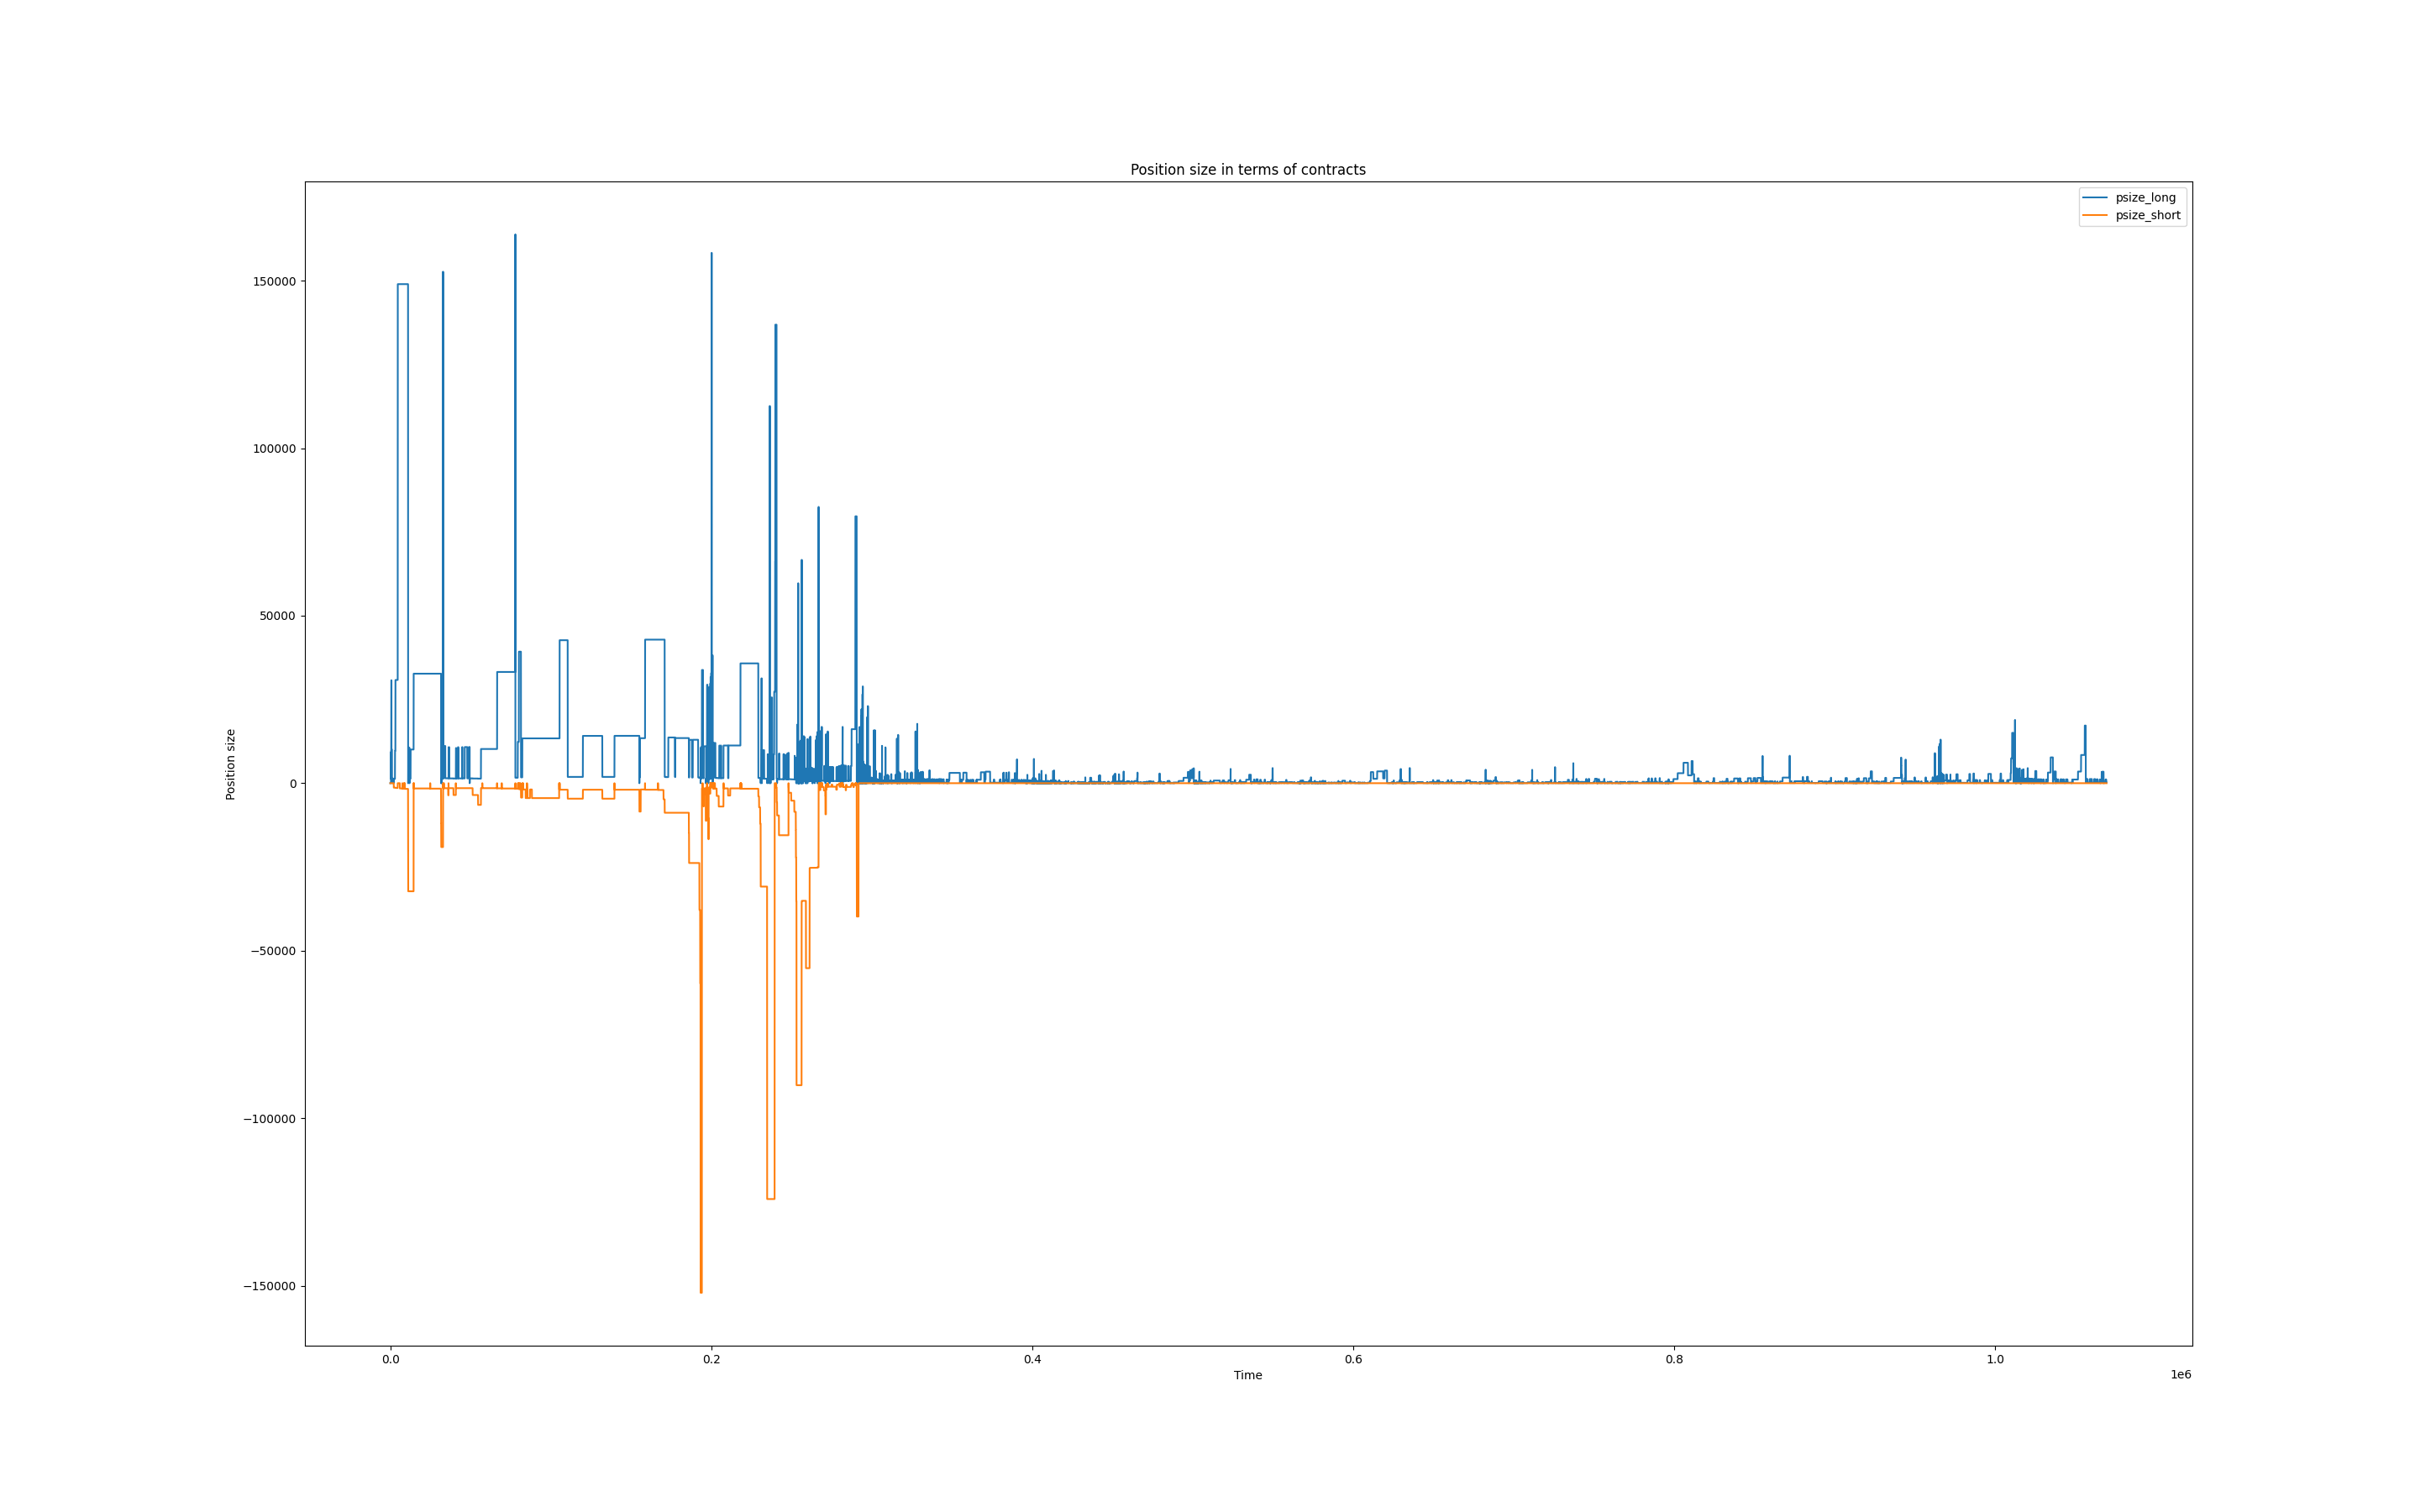 Position size in terms of contracts
psize_long
psize_short
150000
100000
50000
0
−50000
−100000
−150000
Position size
0.0
0.2
0.4
0.6
0.8
1.0
1e6
Time